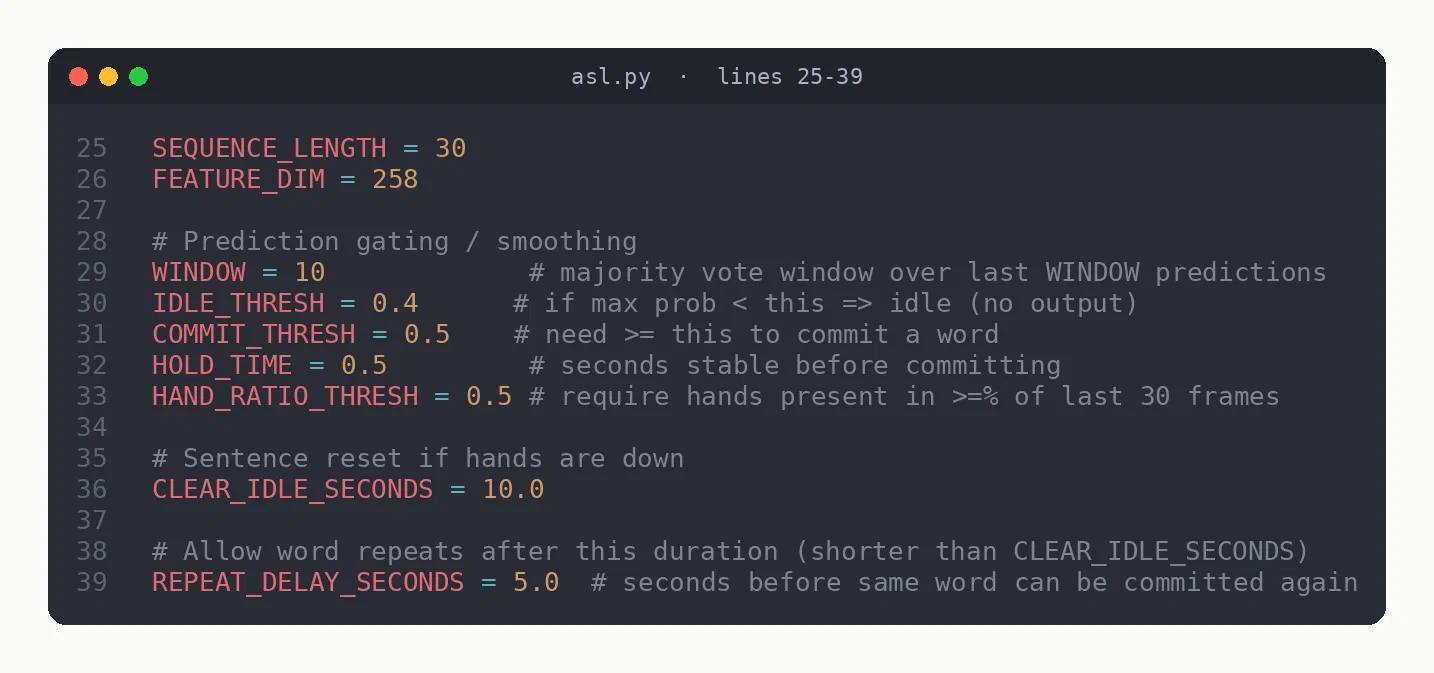 asl.py · lines 25-39
25 SEQUENCE_LENGTH = 30
26 FEATURE_DIM = 258
27
28 # Prediction gating / smoothing
29 WINDOW = 10             # majority vote window over last WINDOW predictions
30 IDLE_THRESH = 0.4      # if max prob < this => idle (no output)
31 COMMIT_THRESH = 0.5    # need >= this to commit a word
32 HOLD_TIME = 0.5         # seconds stable before committing
33 HAND_RATIO_THRESH = 0.5 # require hands present in >=% of last 30 frames
34
35 # Sentence reset if hands are down
36 CLEAR_IDLE_SECONDS = 10.0
37
38 # Allow word repeats after this duration (shorter than CLEAR_IDLE_SECONDS)
39 REPEAT_DELAY_SECONDS = 5.0  # seconds before same word can be committed again